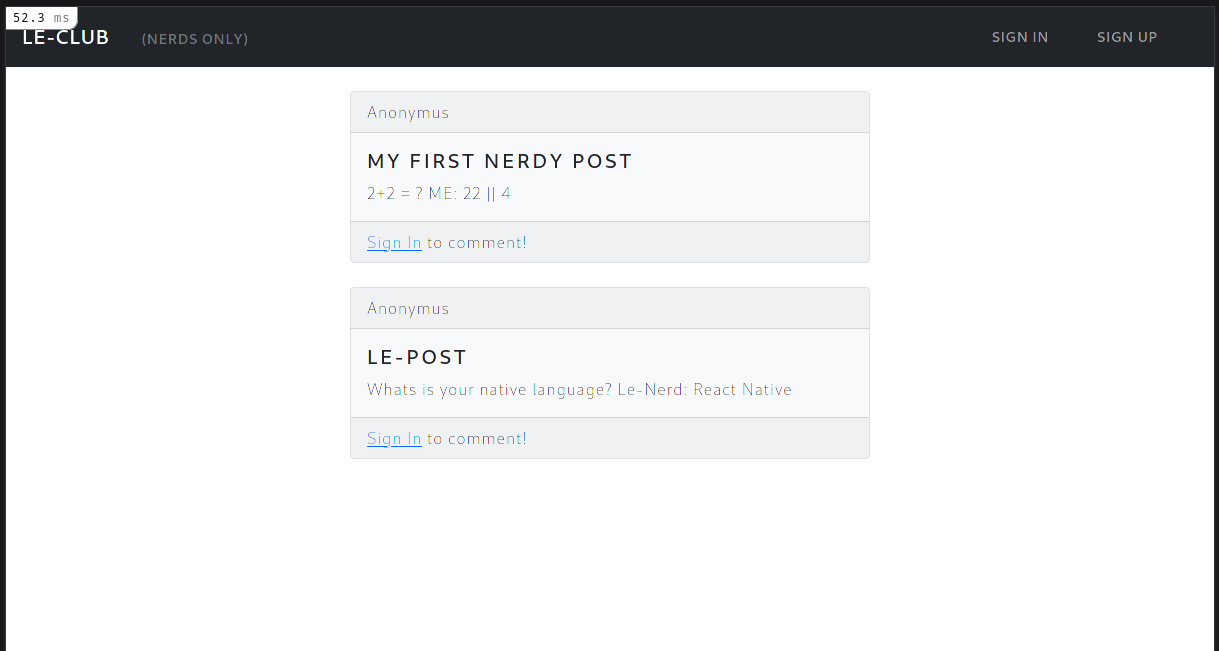 52.3 ms
LE-CLUB (NERDS ONLY) SIGN IN SIGN UP
Anonymus
MY FIRST NERDY POST
2+2 = ? ME: 22 || 4
Sign In to comment!
Anonymus
LE-POST
Whats is your native language? Le-Nerd: React Native
Sign In to comment!